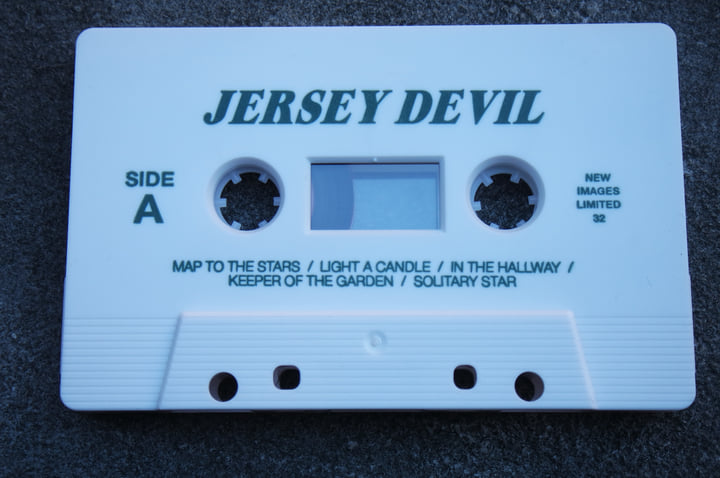 JERSEY DEVIL
SIDE
A
NEW
IMAGES
LIMITED
32
MAP TO THE STARS / LIGHT A CANDLE / IN THE HALLWAY /
KEEPER OF THE GARDEN / SOLITARY STAR